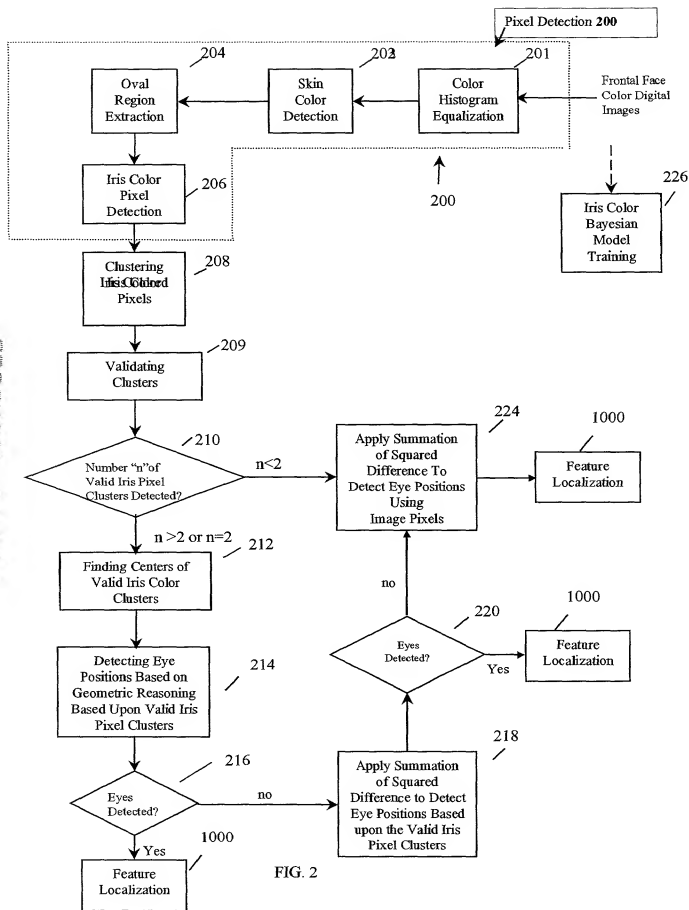 Pixel Detection 200
204
202
201
Oval
Region
Extraction
Skin
Color
Detection
Color
Histogram
Equalization
Frontal Face
Color Digital
Images
Iris Color
Pixel
Detection
206
200
226
Iris Color
Bayesian
Model
Training
Clustering
Iris Colored
Pixels
208
209
Validating
Clusters
210
Number "n"of
Valid Iris Pixel
Clusters Detected?
n<2
224
Apply Summation
of Squared
Difference To
Detect Eye Positions
Using
Image Pixels
1000
Feature
Localization
n >2 or n=2
212
Finding Centers of
Valid Iris Color
Clusters
no
220
Eyes
Detected?
Yes
1000
Feature
Localization
Detecting Eye
Positions Based on
Geometric Reasoning
Based Upon Valid Iris
Pixel Clusters
214
216
Eyes
Detected?
no
218
Apply Summation
of Squared
Difference to Detect
Eye Positions Based
upon the Valid Iris
Pixel Clusters
Yes
1000
Feature
Localization
FIG. 2